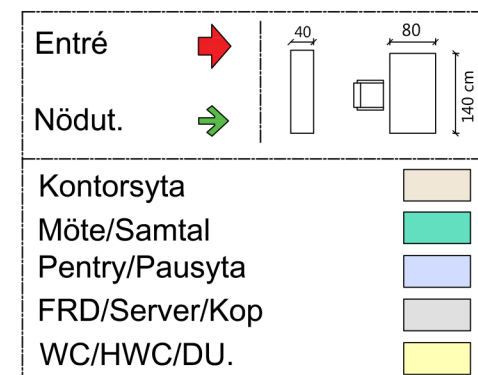 Entré
40
80
140 cm
Nödut.
Kontorsyta
Möte/Samtal
Pentry/Pausyta
FRD/Server/Kop
WC/HWC/DU.